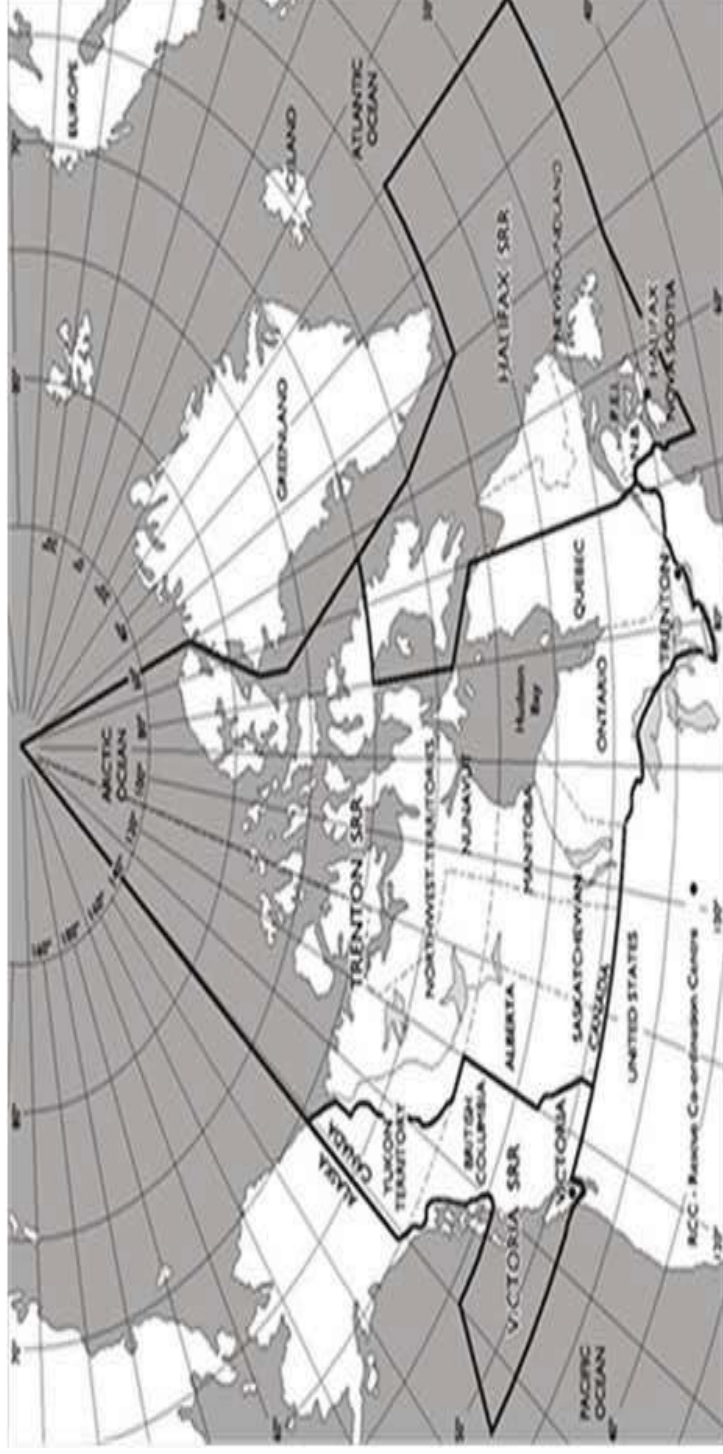 EUROPE
ICELAND
ATLANTIC
OCEAN
GREENLAND
ARCTIC
OCEAN
HALIFAX SRR
NEWFOUNDLAND
HALIFAX
NOVA SCOTIA
P.E.I.
N.B.
QUEBEC
TRENTON
ONTARIO
Hudson
Bay
TRENTON SRR
NORTHWEST TERRITORIES
NUNAVUT
MANITOBA
SASKATCHEWAN
ALBERTA
CANADA
UNITED STATES
ALASKA
CANADA
YUKON
TERRITORY
BRITISH
COLUMBIA
VICTORIA
VICTORIA SRR
PACIFIC
OCEAN
RCC - Rescue Co-ordination Centre